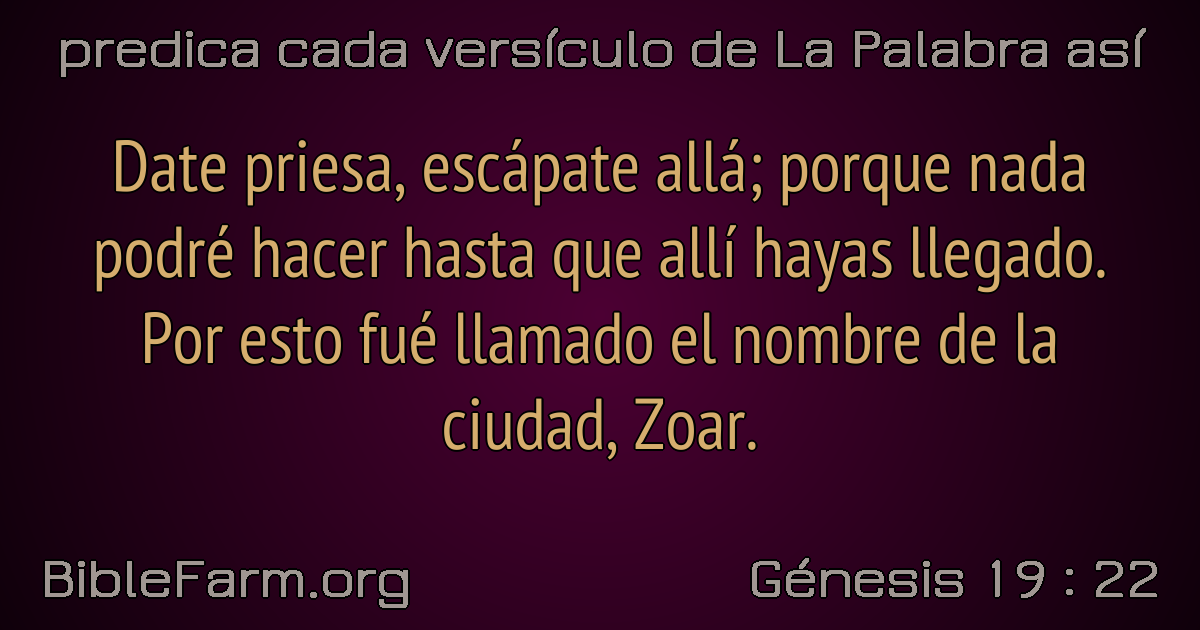 predica cada versículo de La Palabra así
Date priesa, escápate allá; porque nada
podré hacer hasta que allí hayas llegado.
Por esto fué llamado el nombre de la
ciudad, Zoar.
BibleFarm.org
Génesis 19 : 22